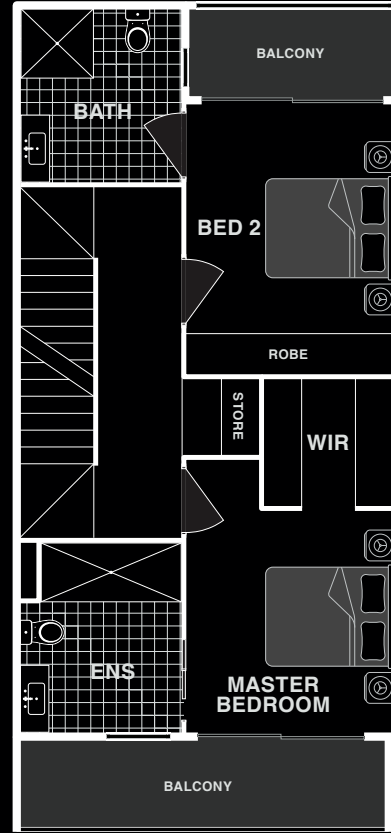 BALCONY
BATH
BED 2
ROBE
STORE
WIR
ENS
MASTER
BEDROOM
BALCONY